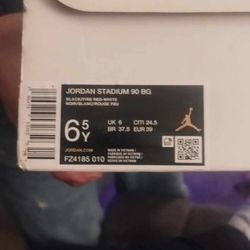 JORDAN STADIUM 90 BG
BLACK/FIRE RED-WHITE
NOIR/BLANC/ROUGE FEU
6.5Y
UK 6 CM 24.5
BR 37.5 EUR 39
JORDAN.COM
FZ4185 010
MADE IN VIETNAM